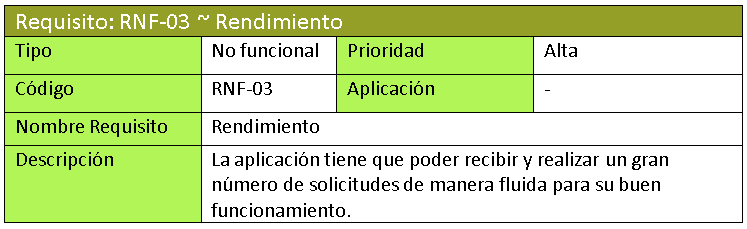 Requisito: RNF-03 ~ Rendimiento
Tipo No funcional Prioridad Alta
Código RNF-03 Aplicación -
Nombre Requisito Rendimiento
Descripción La aplicación tiene que poder recibir y realizar un gran
número de solicitudes de manera fluida para su buen
funcionamiento.